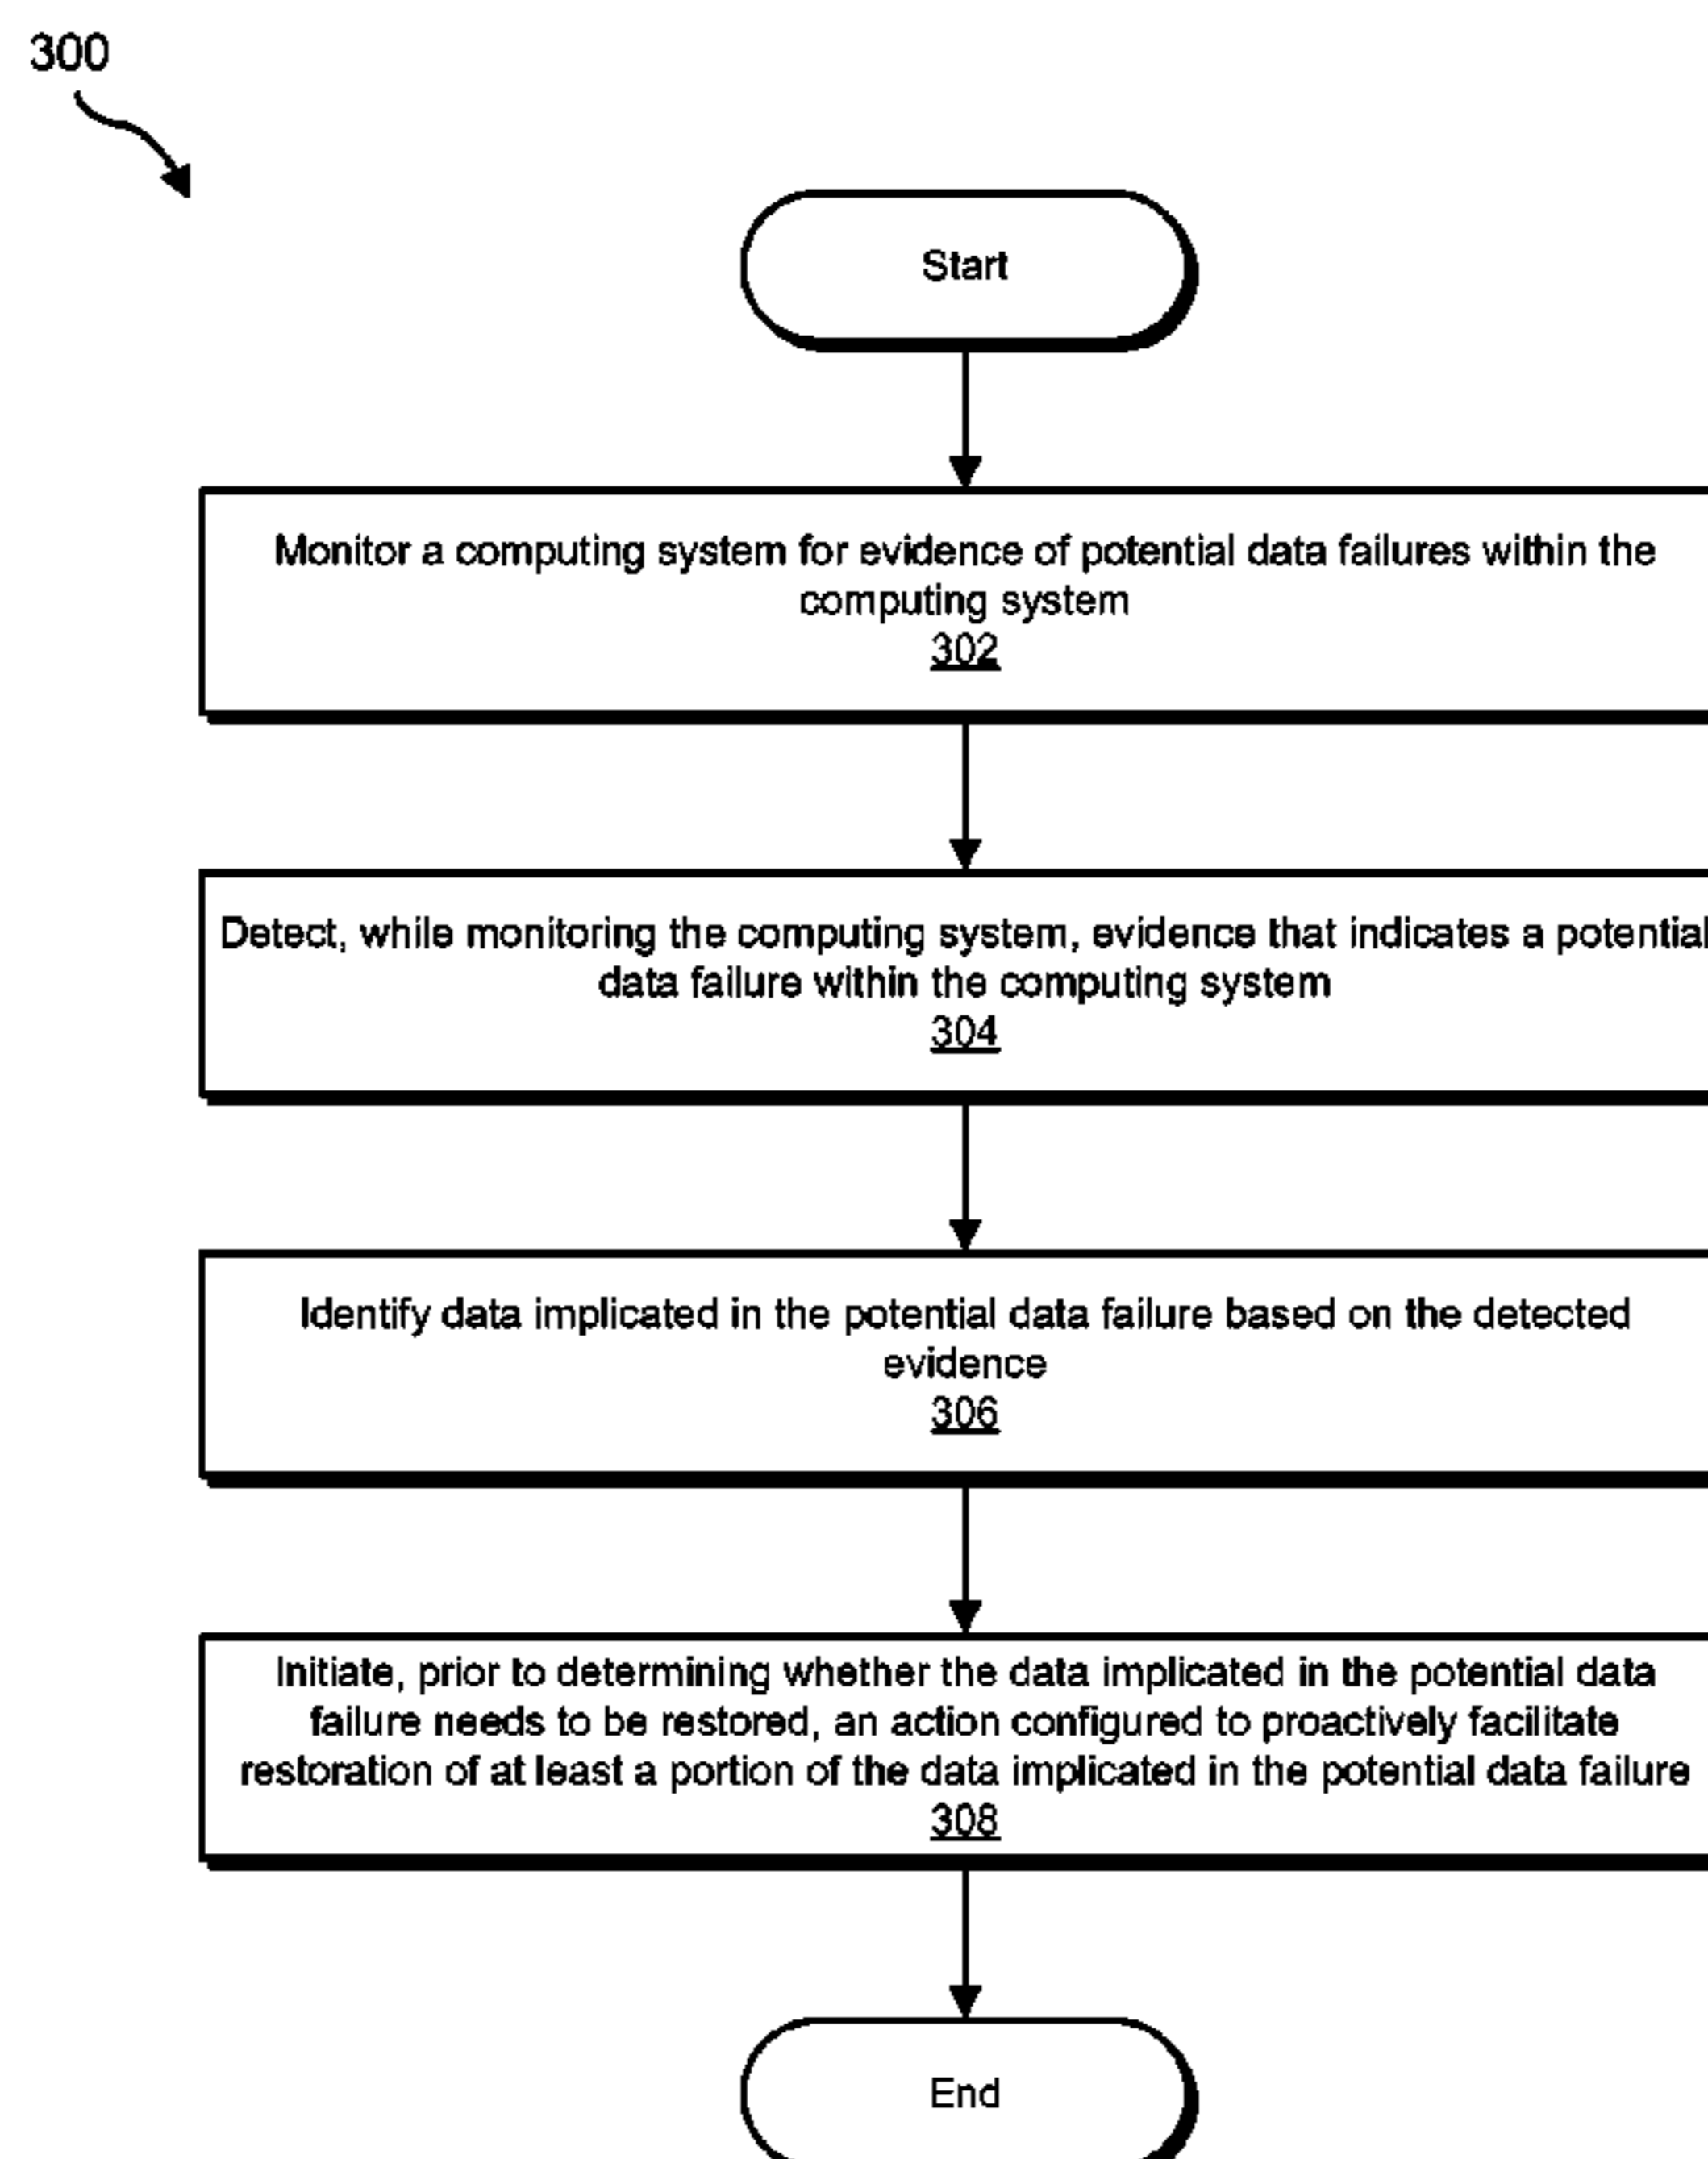 300
Start
Monitor a computing system for evidence of potential data failures within the
computing system
302
Detect, while monitoring the computing system, evidence that indicates a potential
data failure within the computing system
304
Identify data implicated in the potential data failure based on the detected
evidence
306
Initiate, prior to determining whether the data implicated in the potential data
failure needs to be restored, an action configured to proactively facilitate
restoration of at least a portion of the data implicated in the potential data failure
308
End